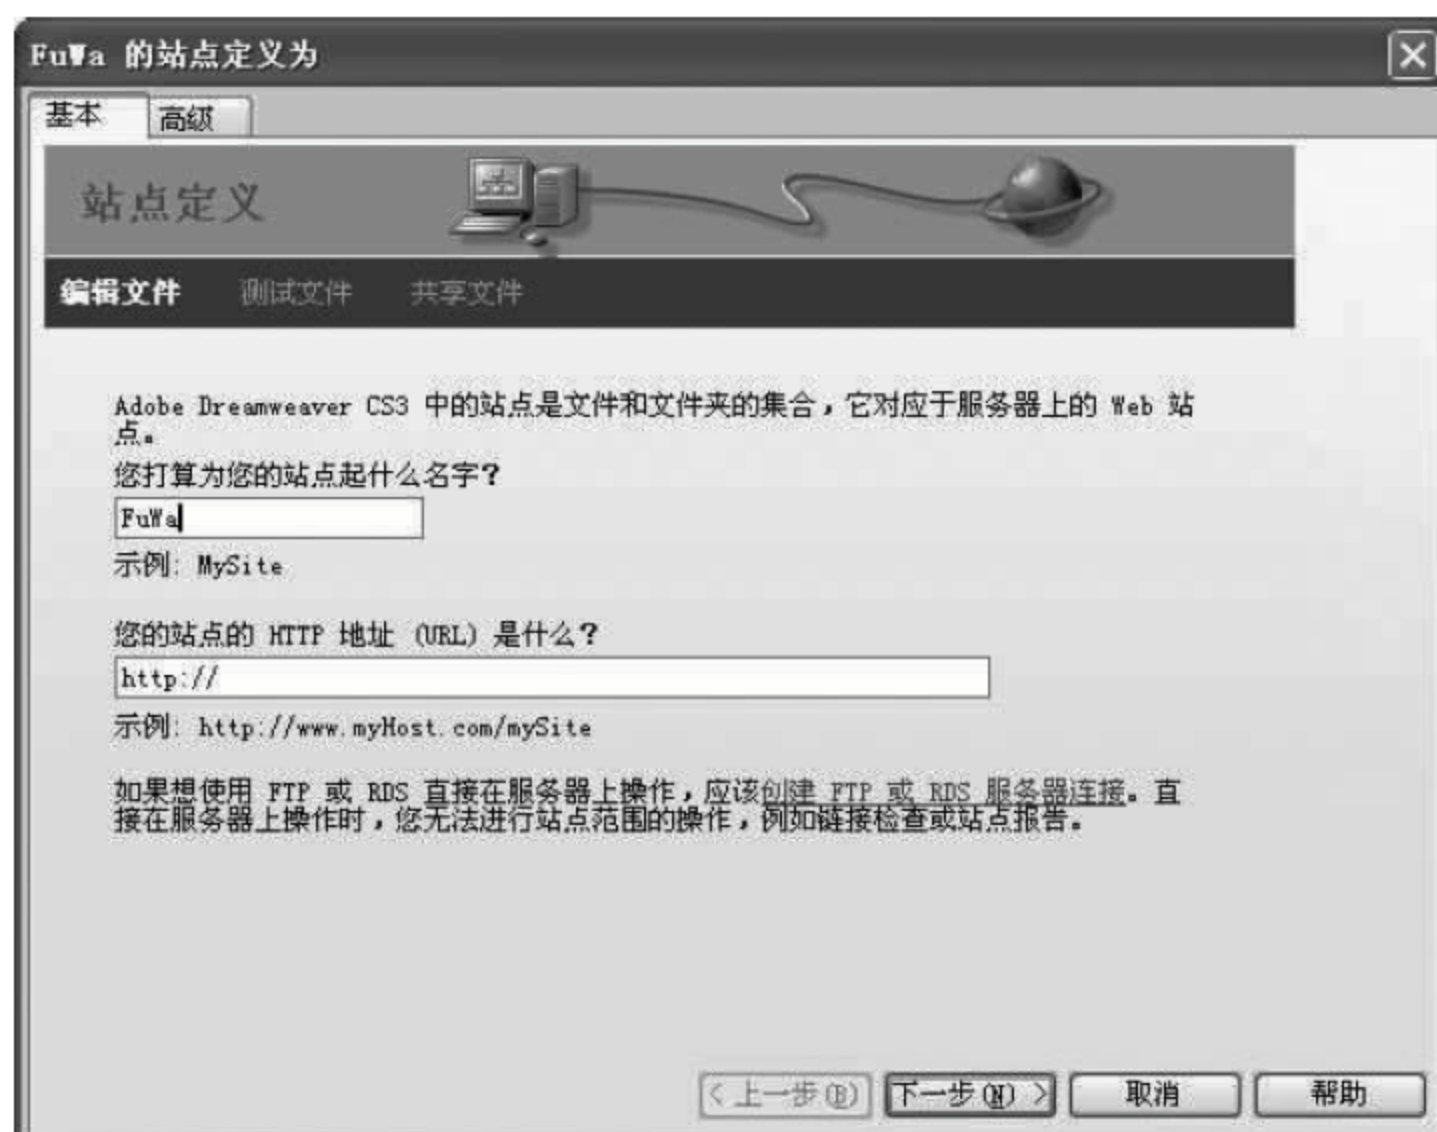 FuWa 的站点定义为
基本 高级
站点定义
编辑文件 测试文件 共享文件
Adobe Dreamweaver CS3 中的站点是文件和文件夹的集合，它对应于服务器上的 Web 站
点。
您打算为您的站点起什么名字？
FuWa
示例: MySite
您的站点的 HTTP 地址 (URL) 是什么？
http://
示例: http://www.myHost.com/mySite
如果想使用 FTP 或 RDS 直接在服务器上操作，应该创建 FTP 或 RDS 服务器连接。直
接在服务器上操作时，您无法进行站点范围的操作，例如链接检查或站点报告。
< 上一步(B) 下一步(N) > 取消 帮助